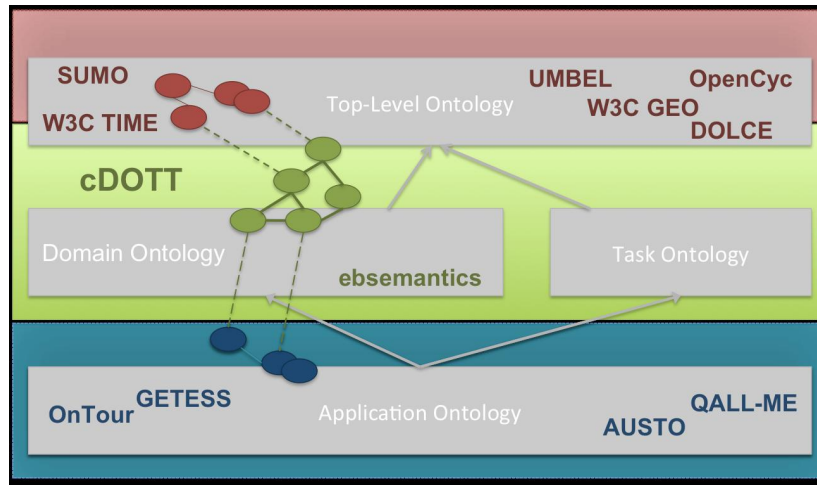 SUMO
UMBEL
OpenCyc
Top-Level Ontology
W3C GEO
W3C TIME
DOLCE
cDOTT
Domain Ontology
Task Ontology
ebsemantics
GETESS
OnTour
Application Ontology
QALL-ME
AUSTO